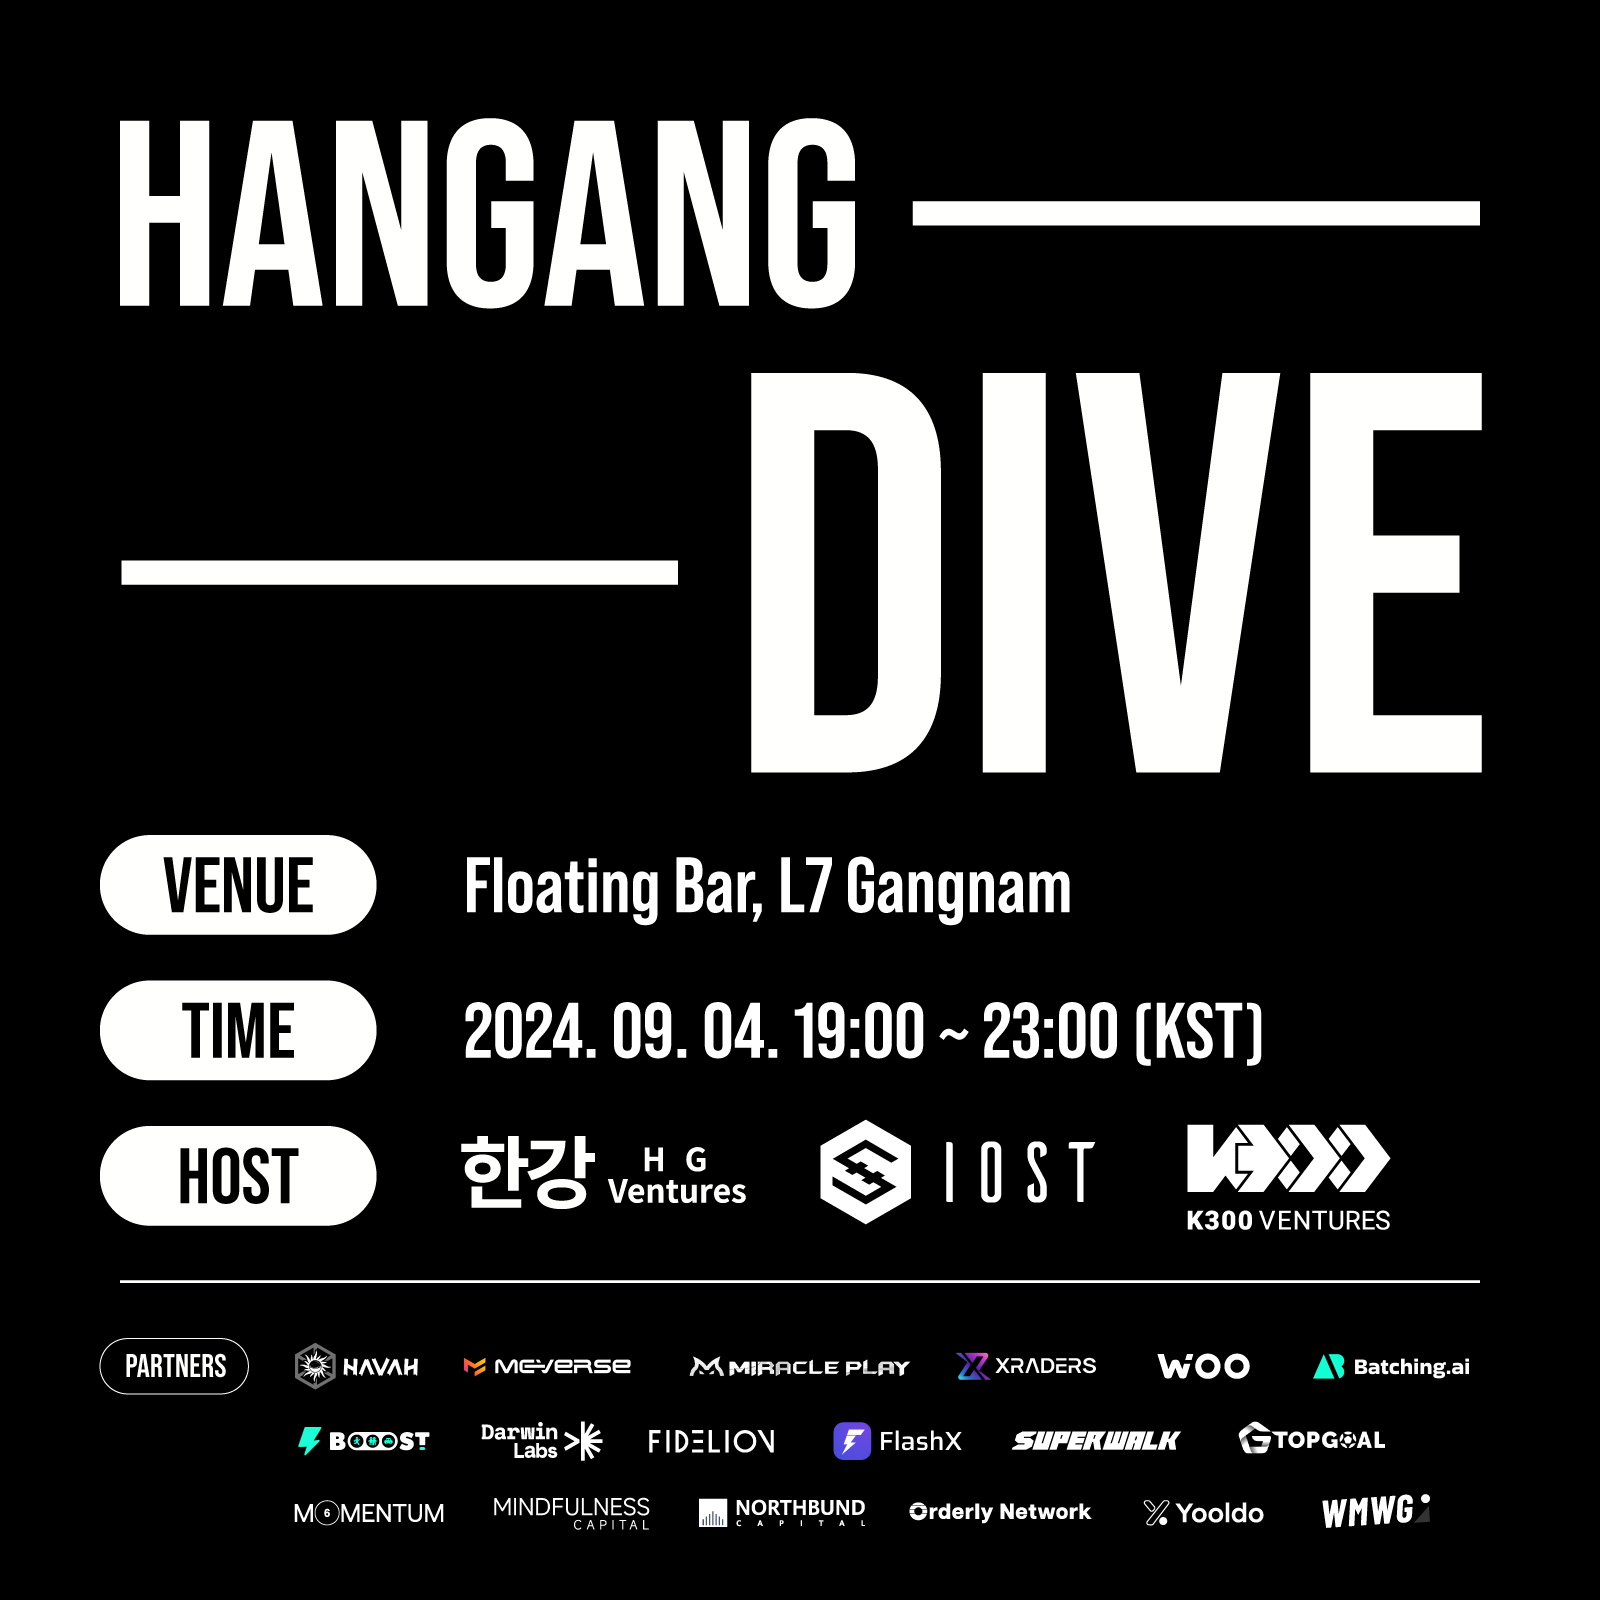 HANGANG
DIVE
VENUE
Floating Bar, L7 Gangnam
TIME
2024. 09. 04. 19:00 ~ 23:00 (KST)
HOST
한강 H G Ventures
IOST
K300 VENTURES
PARTNERS
HAVAH
MEVERSE
MIRACLE PLAY
XRADERS
WOO
Batching.ai
BOOOST
Darwin
Labs
FIDELION
FlashX
SUPERWALK
TOPGOAL
MOMENTUM
6
MINDFULNESS
CAPITAL
NORTHBUND
CAPITAL
Orderly Network
Yooldo
WMWG